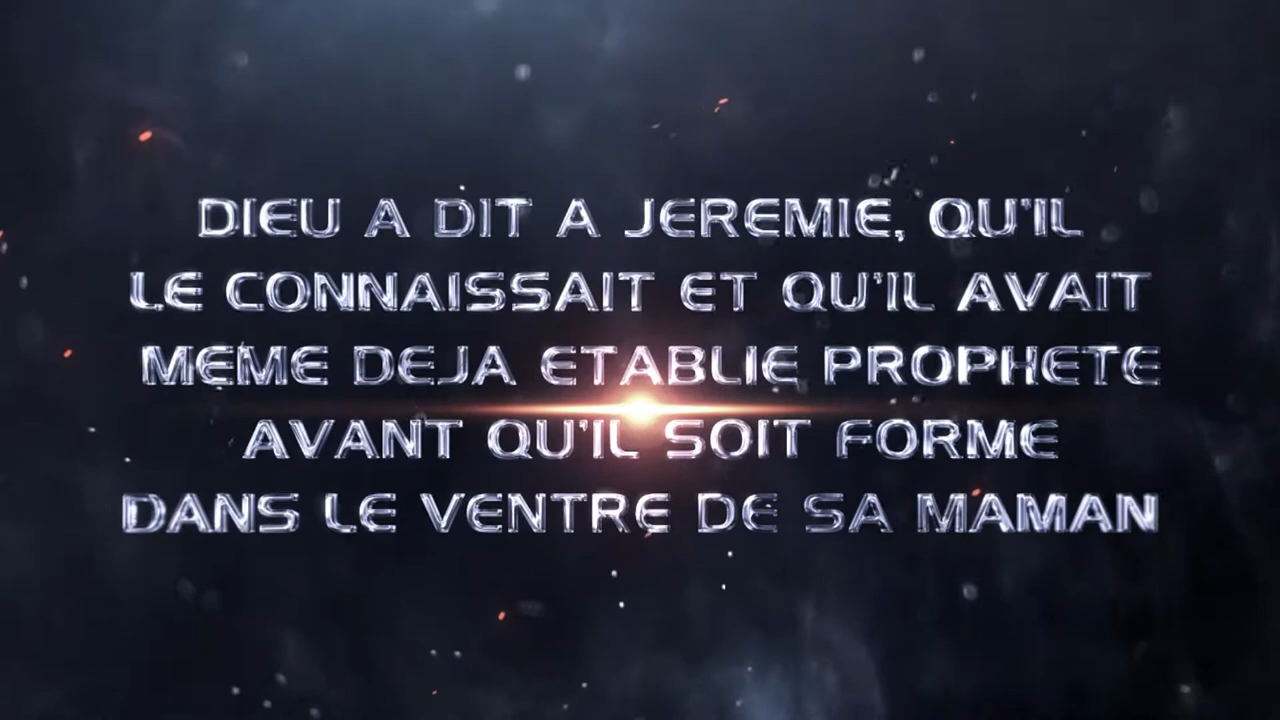 DIEU A DIT A JEREMIE, QU'IL
LE CONNAISSAIT ET QU'IL AVAIT
MEME DEJA ETABLIE PROPHETE
AVANT QU'IL SOIT FORME
DANS LE VENTRE DE SA MAMAN